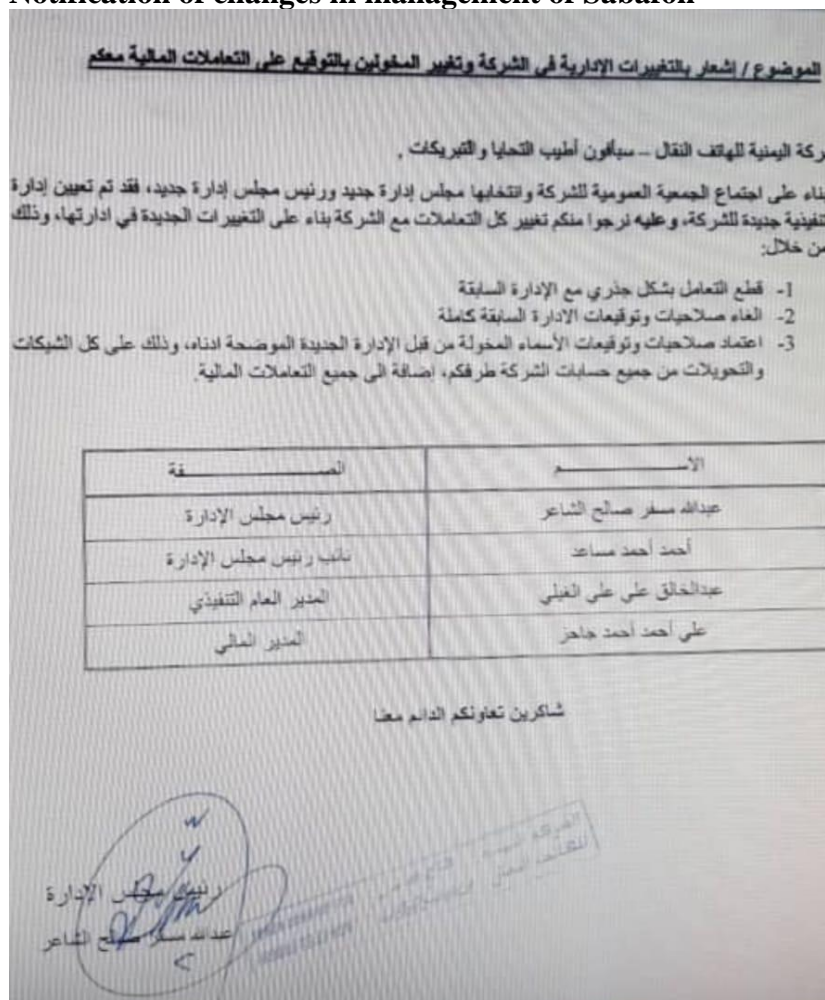 Notification of changes in management of Sabafon
الموضوع / إشعار بالتغييرات الإدارية في الشركة وتغيير المخولين بالتوقيع على التعاملات المالية معكم
ركة اليمنية للهاتف النقال – سبأفون أطيب التحايا والتبريكات ,
بناء على اجتماع الجمعية العمومية للشركة وانتخابها مجلس إدارة جديد ورئيس مجلس إدارة جديد، فقد تم تعيين إدارة
تنفيذية جديدة للشركة، وعليه نرجوا منكم تغيير كل التعاملات مع الشركة بناء على التغييرات الجديدة في ادارتها، وذلك
من خلال:
1- قطع التعامل بشكل جذري مع الإدارة السابقة
2- الغاء صلاحيات وتوقيعات الادارة السابقة كاملة
3- اعتماد صلاحيات وتوقيعات الأسماء المخولة من قبل الإدارة الجديدة الموضحة ادناه، وذلك على كل الشيكات
والتحويلات من جميع حسابات الشركة طرفكم، اضافة الى جميع التعاملات المالية.
الاســـــــم الصـــــــفة
عبدالله مسفر صالح الشاعر رئيس مجلس الإدارة
أحمد أحمد مساعد نائب رئيس مجلس الإدارة
عبدالخالق علي علي الغيلي المدير العام التنفيذي
علي أحمد أحمد جاحز المدير المالي
شاكرين تعاونكم الدائم معنا
رئيس مجلس الإدارة
عبدالله مسفر صالح الشاعر